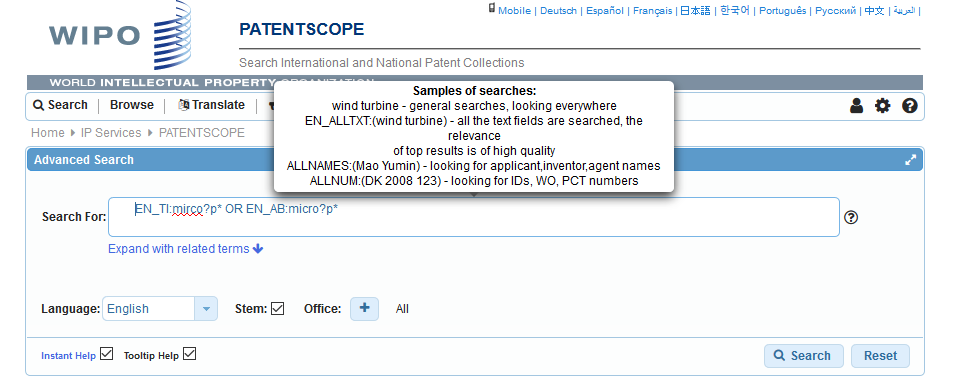 Mobile | Deutsch | Español | Français | 日本語 | 한국어 | Português | Русский | 中文 | العربية |
WIPO
PATENTSCOPE
Search International and National Patent Collections
WORLD INTELLECTUAL PROPERTY ORGANIZATION
Search Browse Translate
Samples of searches:
wind turbine - general searches, looking everywhere
EN_ALLTXT:(wind turbine) - all the text fields are searched, the
relevance
of top results is of high quality
ALLNAMES:(Mao Yumin) - looking for applicant,inventor,agent names
ALLNUM:(DK 2008 123) - looking for IDs, WO, PCT numbers
Home IP Services PATENTSCOPE
Advanced Search
Search For: EN_TI:mirco?p* OR EN_AB:micro?p*
Expand with related terms
Language: English Stem: Office: + All
Instant Help Tooltip Help Search Reset